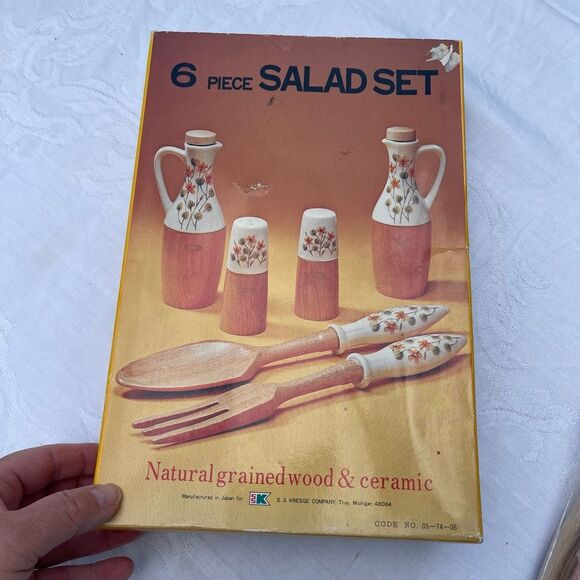 6 PIECE SALAD SET
Natural grained wood & ceramic
Manufactured in Japan for SSK S. S. KRESGE COMPANY, Troy, Michigan 48084
CODE NO. 05-74-06